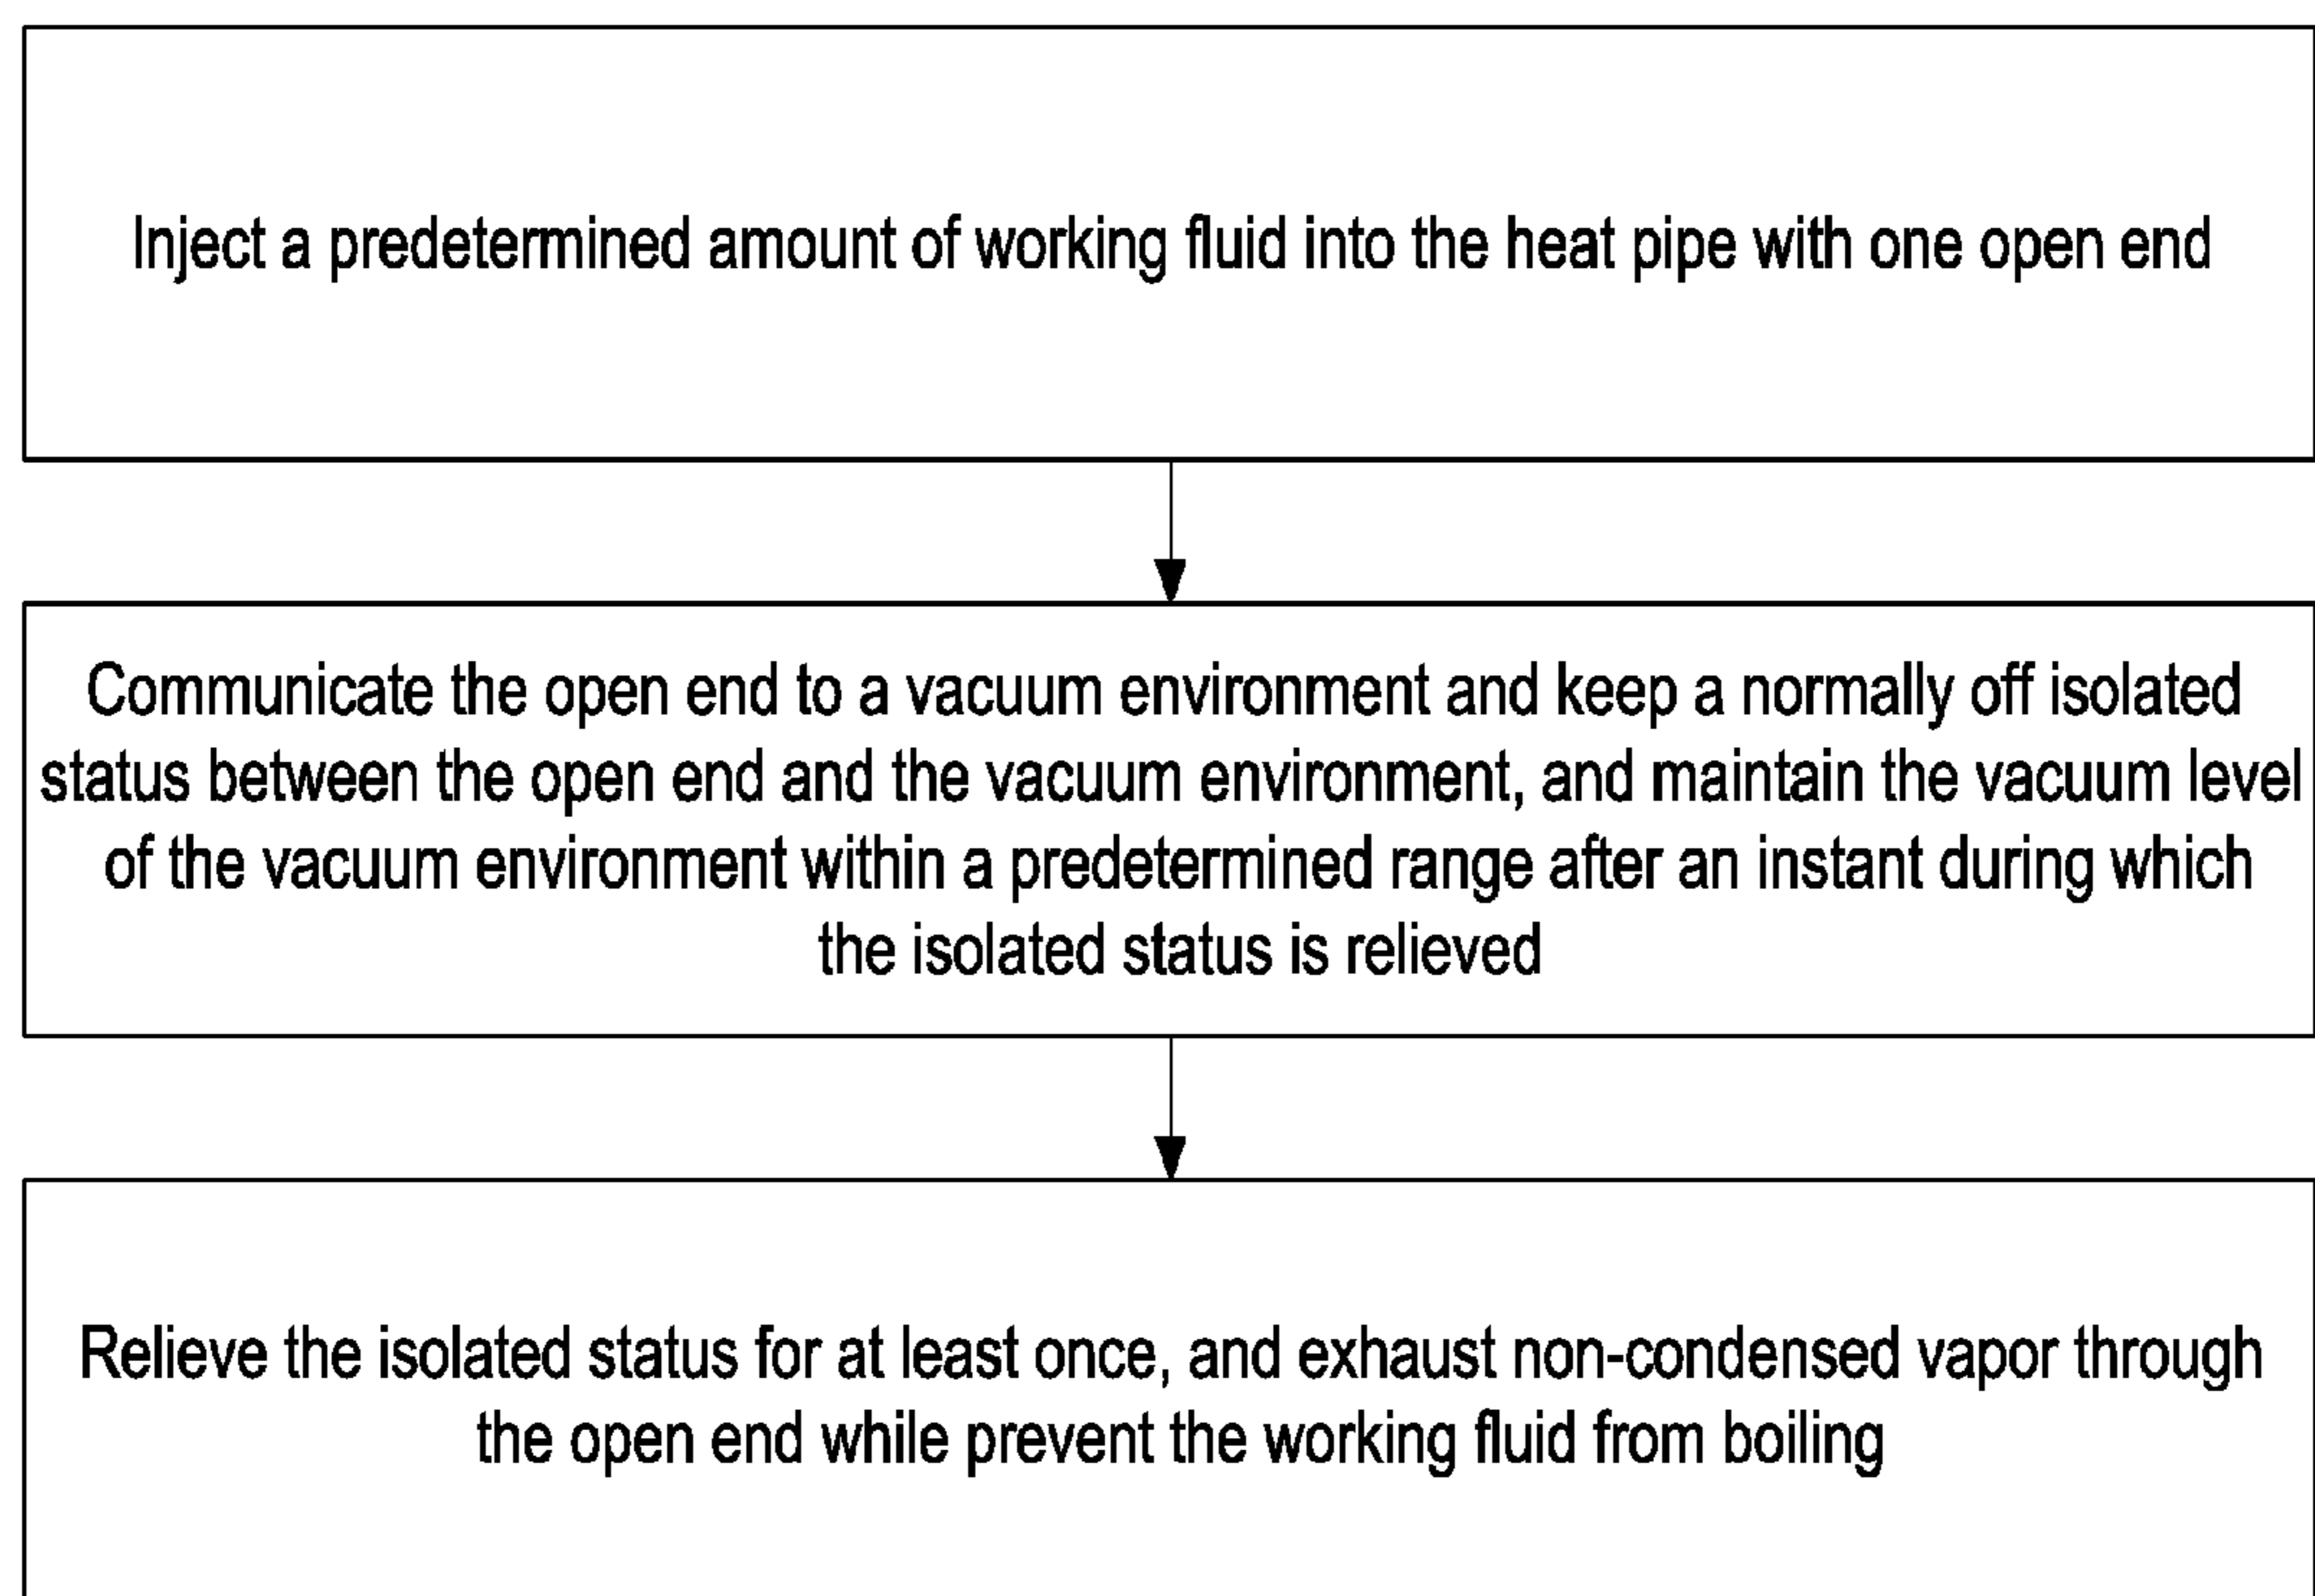 Inject a predetermined amount of working fluid into the heat pipe with one open end
Communicate the open end to a vacuum environment and keep a normally off isolated
status between the open end and the vacuum environment, and maintain the vacuum level
of the vacuum environment within a predetermined range after an instant during which
the isolated status is relieved
Relieve the isolated status for at least once, and exhaust non-condensed vapor through
the open end while prevent the working fluid from boiling